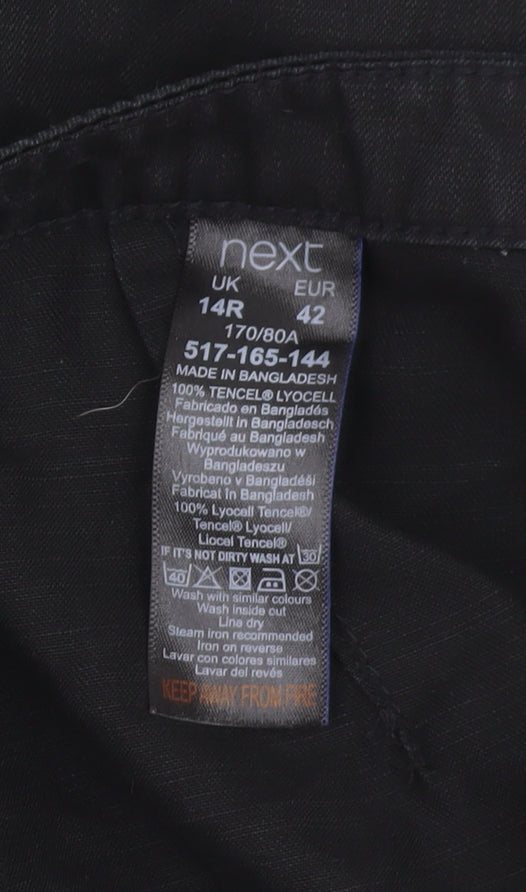 next
UK EUR
14R 42
170/80A
517-165-144
MADE IN BANGLADESH
100% TENCEL® LYOCELL
Fabricado en Bangladés
Hergestellt in Bangladesch
Fabriqué au Bangladesh
Wyprodukowano w
Bangladeszu
Vyrobeno v Bangladéši
Fabricat în Bangladesh
100% Lyocell Tencel®/
Tencel® Lyocell/
Liocel Tencel®
IF IT'S NOT DIRTY WASH AT 30
40
Wash with similar colours
Wash inside out
Line dry
Steam iron recommended
Iron on reverse
Lavar con colores similares
Lavar del revés
KEEP AWAY FROM FIRE